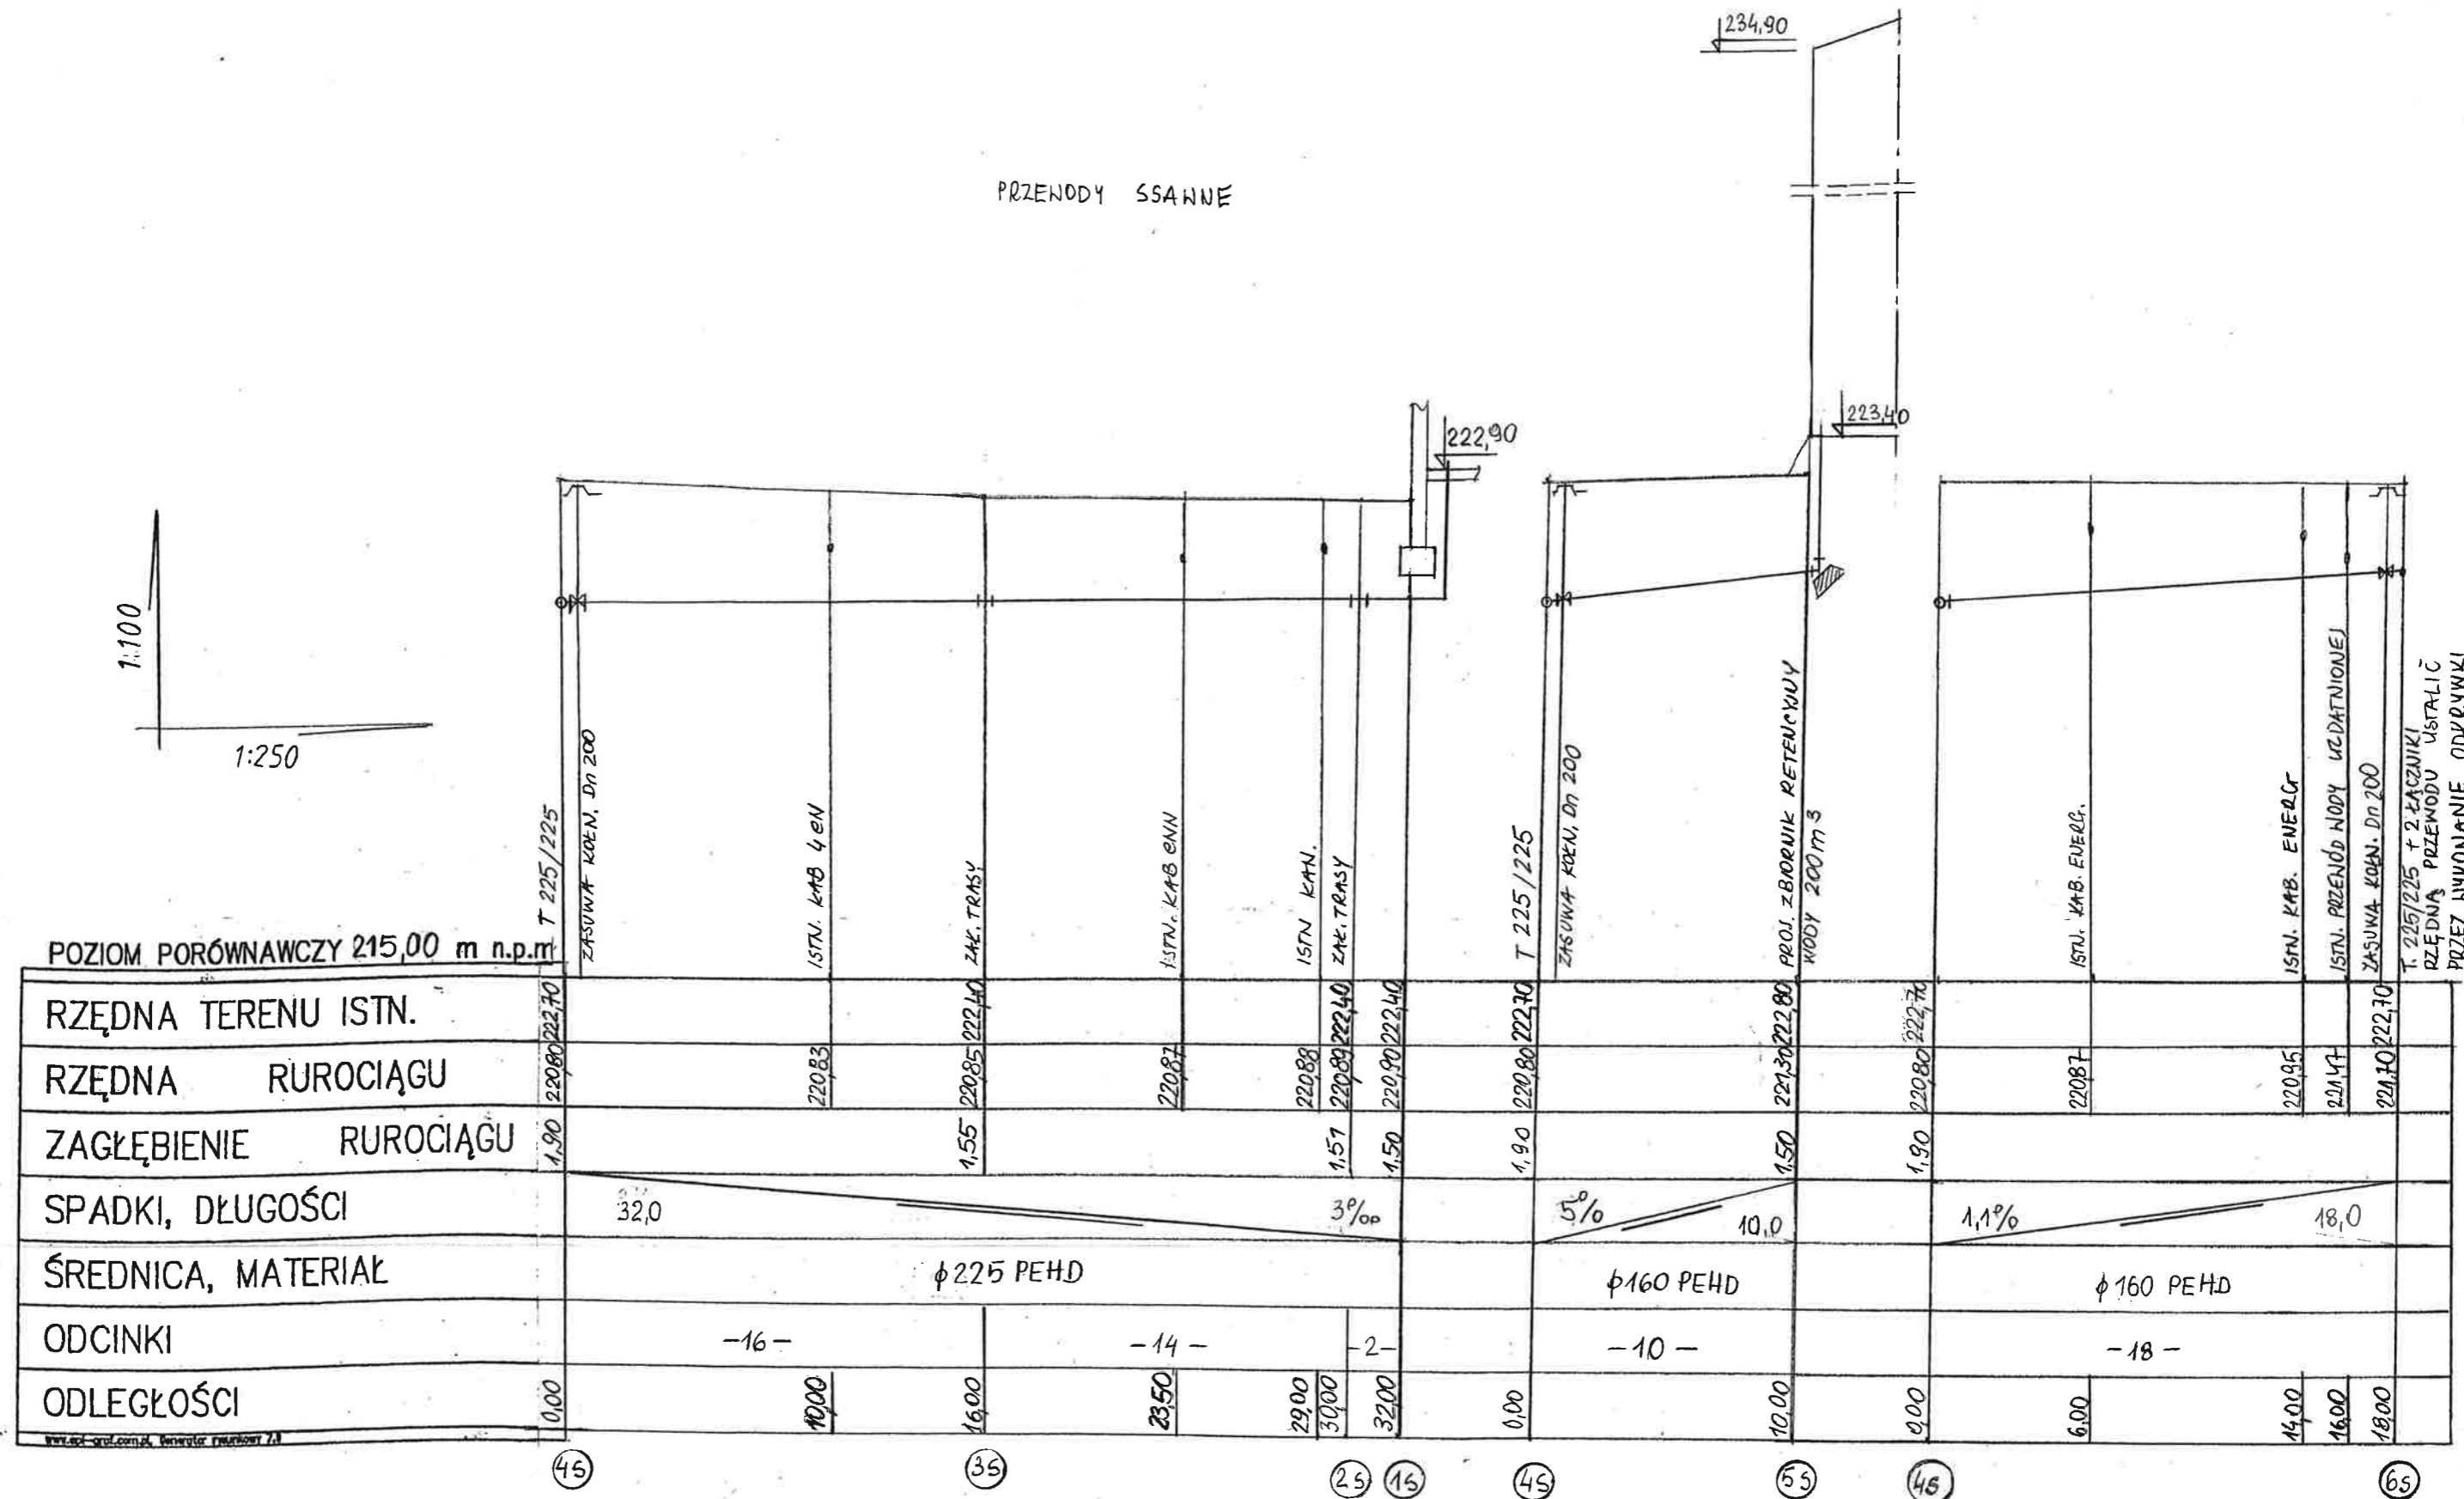 234,90
PRZEWODY SSAWNE
223,40
222,90
1:100
1:250
T 225/225
ZASUWA KOŁN. Dn 200
ISTN. KAB 4 eN
ZAŁ. TRASY
ISTN. KAB eNN
ISTN KAN.
ZAŁ. TRASY
T 225/225
ZASUWA KOŁN. Dn 200
PROJ. ZBIORNIK RETENCYJNY
WODY 200m3
ISTN. KAB. ENERG.
ISTN. KAB. ENERG
ISTN. PRZEWÓD WODY UZDATNIONEJ
ZASUWA KOŁN. Dn 200
T. 225/225 + 2 ŁĄCZNIKI
RZĘDNĄ PRZEWODU USTALIĆ
PRZEZ WYKONANIE ODKRYWKI
POZIOM PORÓWNAWCZY 215,00 m n.p.m
RZĘDNA TERENU ISTN. 222,70 222,40 222,40 222,40 222,70 222,80 222,70 222,70
RZĘDNA RUROCIĄGU 220,80 220,83 220,85 220,87 220,88 220,89 220,90 220,80 221,30 220,80 220,87 220,95 221,47 221,70
ZAGŁĘBIENIE RUROCIĄGU 1,90 1,55 1,51 1,50 1,90 1,50 1,90
SPADKI, DŁUGOŚCI 32,0 3‰ 5% 10,0 1,1% 18,0
ŚREDNICA, MATERIAŁ ϕ225 PEHD ϕ160 PEHD ϕ160 PEHD
ODCINKI -16- -14- -2- -10- -18-
ODLEGŁOŚCI 0,00 10,00 16,00 23,50 29,00 30,00 32,00 0,00 10,00 0,00 6,00 14,00 16,00 18,00
4s 3s 2s 1s 4s 5s 4s 6s